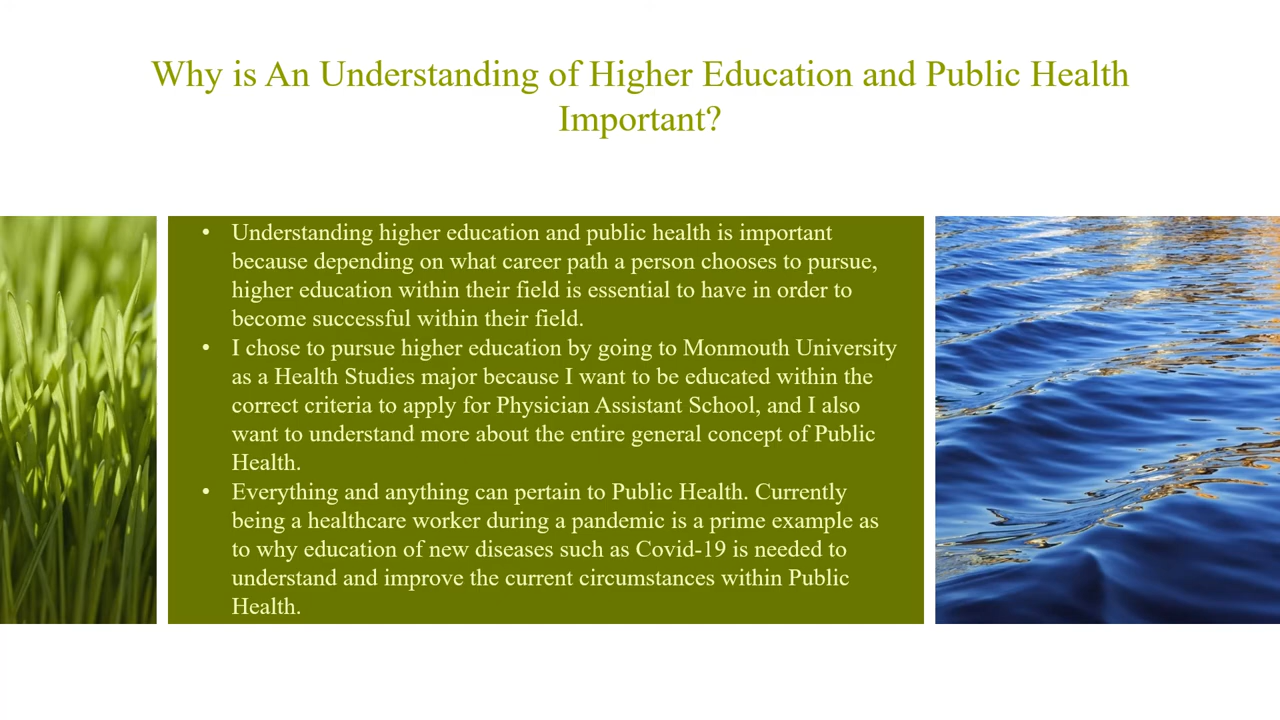 Why is An Understanding of Higher Education and Public Health
Important?
• Understanding higher education and public health is important
because depending on what career path a person chooses to pursue,
higher education within their field is essential to have in order to
become successful within their field.
• I chose to pursue higher education by going to Monmouth University
as a Health Studies major because I want to be educated within the
correct criteria to apply for Physician Assistant School, and I also
want to understand more about the entire general concept of Public
Health.
• Everything and anything can pertain to Public Health. Currently
being a healthcare worker during a pandemic is a prime example as
to why education of new diseases such as Covid-19 is needed to
understand and improve the current circumstances within Public
Health.